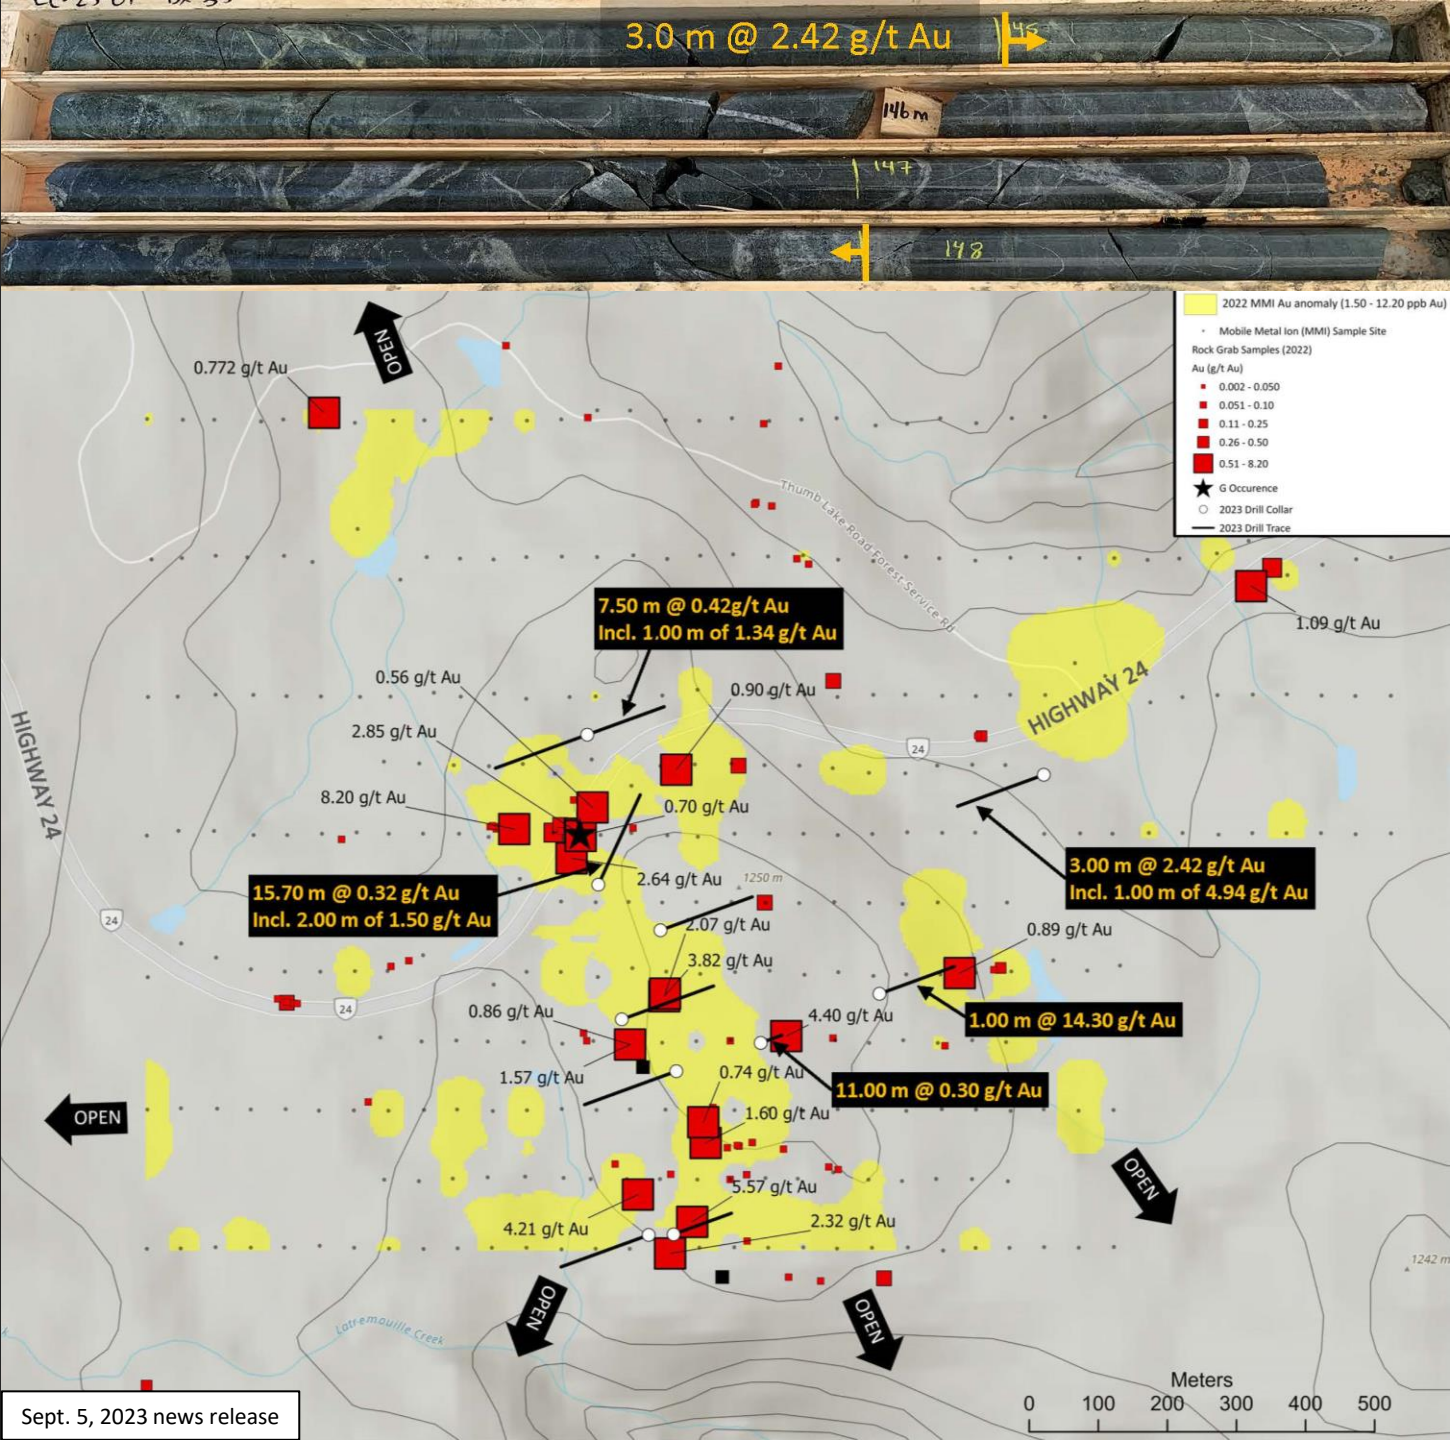 3.0 m @ 2.42 g/t Au
145
146 m
147
148
2022 MMI Au anomaly (1.50 - 12.20 ppb Au)
Mobile Metal Ion (MMI) Sample Site
Rock Grab Samples (2022)
Au (g/t Au)
0.002 - 0.050
0.051 - 0.10
0.11 - 0.25
0.26 - 0.50
0.51 - 8.20
G Occurence
2023 Drill Collar
2023 Drill Trace
OPEN
0.772 g/t Au
Thumb Lake Road Forest Service Rd
7.50 m @ 0.42g/t Au
Incl. 1.00 m of 1.34 g/t Au
1.09 g/t Au
0.56 g/t Au
0.90 g/t Au
HIGHWAY 24
HIGHWAY 24
2.85 g/t Au
24
8.20 g/t Au
0.70 g/t Au
3.00 m @ 2.42 g/t Au
Incl. 1.00 m of 4.94 g/t Au
15.70 m @ 0.32 g/t Au
Incl. 2.00 m of 1.50 g/t Au
2.64 g/t Au
1250 m
24
2.07 g/t Au
0.89 g/t Au
3.82 g/t Au
24
0.86 g/t Au
4.40 g/t Au
1.00 m @ 14.30 g/t Au
1.57 g/t Au
0.74 g/t Au
11.00 m @ 0.30 g/t Au
OPEN
1.60 g/t Au
OPEN
5.57 g/t Au
4.21 g/t Au
2.32 g/t Au
1242 m
OPEN
OPEN
Latremouille Creek
Meters
0 100 200 300 400 500
Sept. 5, 2023 news release